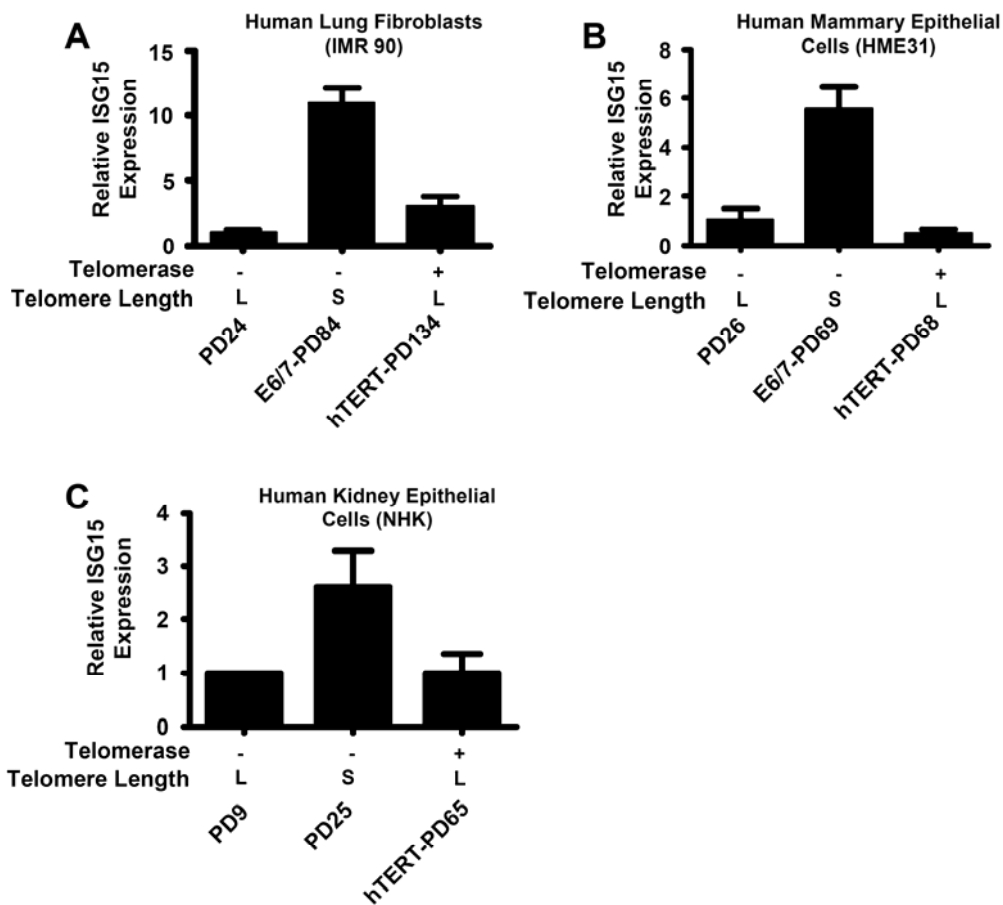 A
Human Lung Fibroblasts
(IMR 90)
Relative ISG15
Expression
15
10
5
0
Telomerase - - +
Telomere Length L S L
PD24
E6/7-PD84
hTERT-PD134
B
Human Mammary Epithelial
Cells (HME31)
Relative ISG15
Expression
8
6
4
2
0
Telomerase - - +
Telomere Length L S L
PD26
E6/7-PD69
hTERT-PD68
C
Human Kidney Epithelial
Cells (NHK)
Relative ISG15
Expression
4
3
2
1
0
Telomerase - - +
Telomere Length L S L
PD9
PD25
hTERT-PD65